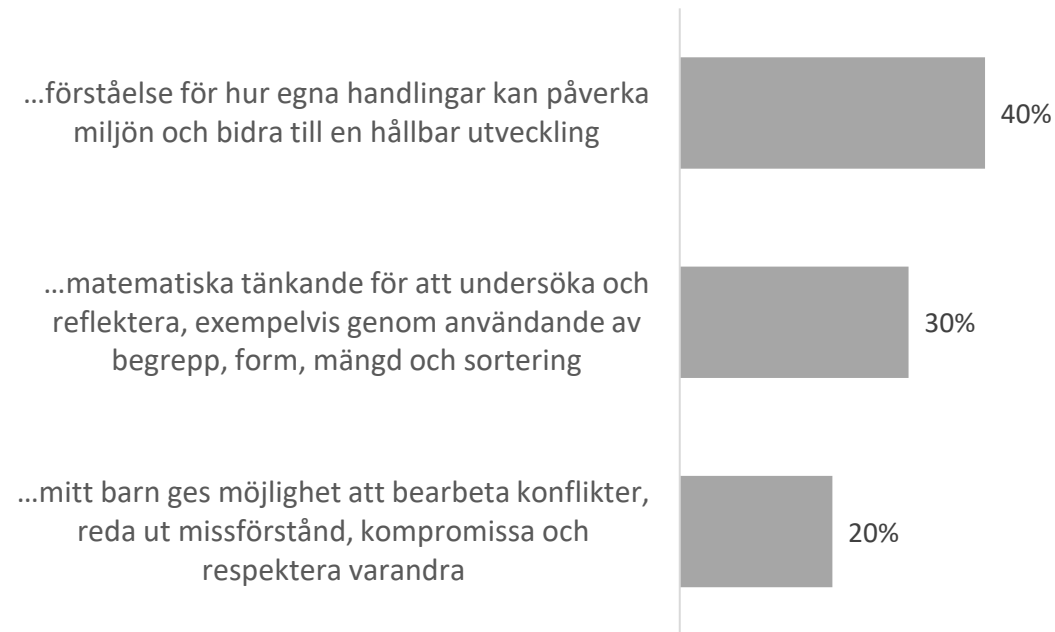 …förståelse för hur egna handlingar kan påverka
miljön och bidra till en hållbar utveckling
40%
…matematiska tänkande för att undersöka och
reflektera, exempelvis genom användande av
begrepp, form, mängd och sortering
30%
…mitt barn ges möjlighet att bearbeta konflikter,
reda ut missförstånd, kompromissa och
respektera varandra
20%